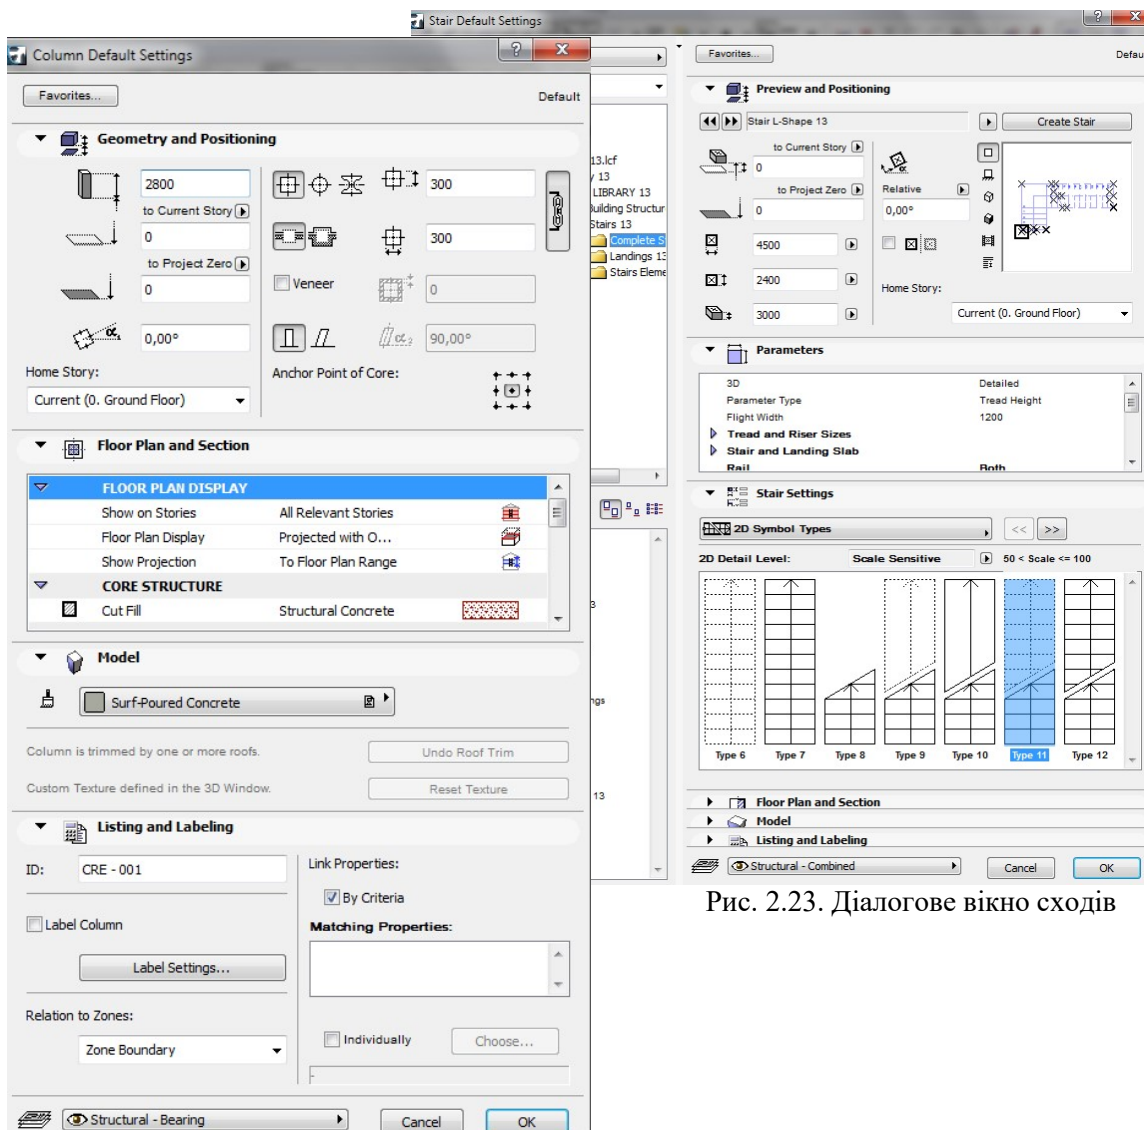 Stair Default Settings
Column Default Settings
Favorites...
Default
Geometry and Positioning
2800
to Current Story
0
to Project Zero
0
0,00°
Home Story:
Current (0. Ground Floor)
300
300
Veneer
0
90,00°
Anchor Point of Core:
Floor Plan and Section
FLOOR PLAN DISPLAY
Show on Stories All Relevant Stories
Floor Plan Display Projected with O...
Show Projection To Floor Plan Range
CORE STRUCTURE
Cut Fill Structural Concrete
Model
Surf-Poured Concrete
Column is trimmed by one or more roofs.
Undo Roof Trim
Custom Texture defined in the 3D Window.
Reset Texture
Listing and Labeling
ID: CRE - 001
Label Column
Label Settings...
Relation to Zones:
Zone Boundary
Link Properties:
By Criteria
Matching Properties:
Individually
Choose...
-
Structural - Bearing
Cancel
OK
13.lcf
y 13
LIBRARY 13
Building Structur
Stairs 13
Complete S
Landings 13
Stairs Eleme
3
ngs
13
Favorites...
Defau
Preview and Positioning
Stair L-Shape 13
Create Stair
to Current Story
0
to Project Zero
0
Relative
0,00°
4500
2400
3000
Home Story:
Current (0. Ground Floor)
Parameters
3D Detailed
Parameter Type Tread Height
Flight Width 1200
Tread and Riser Sizes
Stair and Landing Slab
Rail Both
Stair Settings
2D Symbol Types
<< >>
2D Detail Level: Scale Sensitive 50 < Scale <= 100
Type 6 Type 7 Type 8 Type 9 Type 10 Type 11 Type 12
Floor Plan and Section
Model
Listing and Labeling
Structural - Combined
Cancel
OK
Рис. 2.23. Діалогове вікно сходів